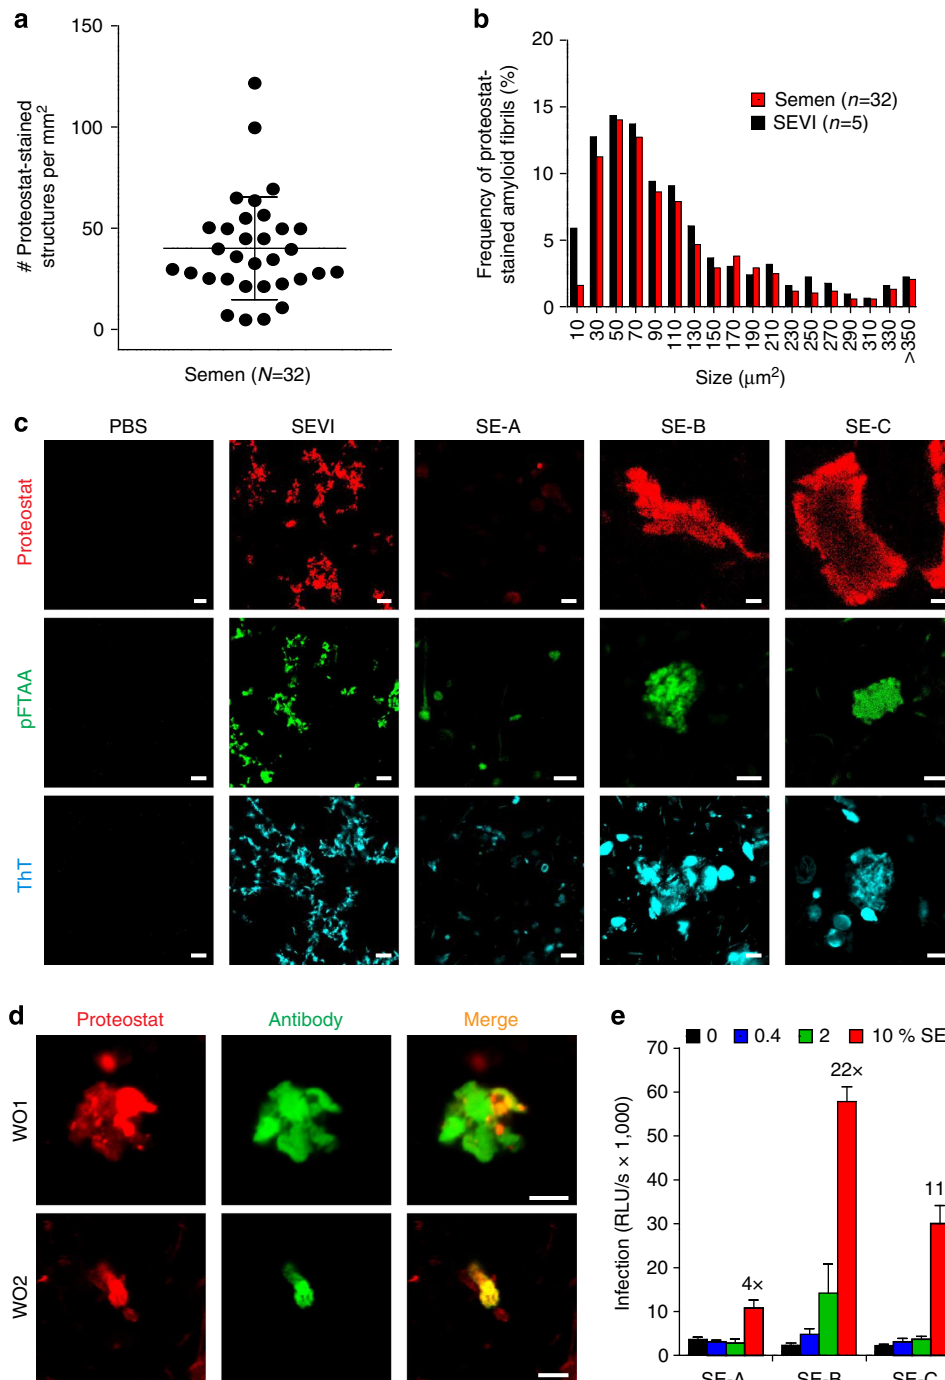 a
150
100
50
0
# Proteostat-stained
structures per mm2
Semen (N=32)
b
20
15
10
5
0
Frequency of proteostat-
stained amyloid fibrils (%)
Semen (n=32)
SEVI (n=5)
10
30
50
70
90
110
130
150
170
190
210
230
250
270
290
310
330
>350
Size (μm2)
c
PBS SEVI SE-A SE-B SE-C
Proteostat
pFTAA
ThT
d
Proteostat Antibody Merge
WO1
WO2
e
0 0.4 2 10 % SE
70
60
50
40
30
20
10
0
Infection (RLU/s × 1,000)
4×
22×
11
SE-A SE-B SE-C